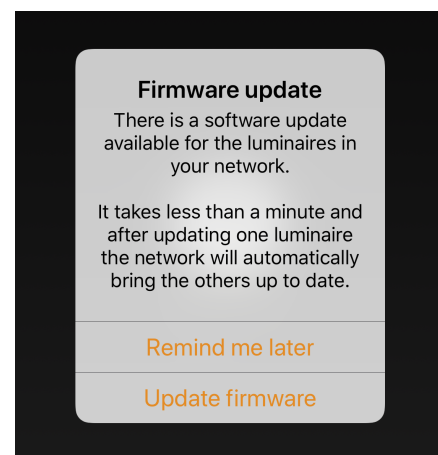 Firmware update
There is a software update
available for the luminaires in
your network.
It takes less than a minute and
after updating one luminaire
the network will automatically
bring the others up to date.
Remind me later
Update firmware